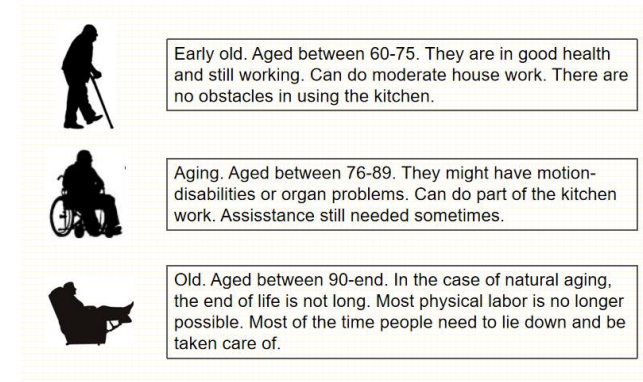 Early old. Aged between 60-75. They are in good health
and still working. Can do moderate house work. There are
no obstacles in using the kitchen.
Aging. Aged between 76-89. They might have motion-
disabilities or organ problems. Can do part of the kitchen
work. Assisstance still needed sometimes.
Old. Aged between 90-end. In the case of natural aging,
the end of life is not long. Most physical labor is no longer
possible. Most of the time people need to lie down and be
taken care of.